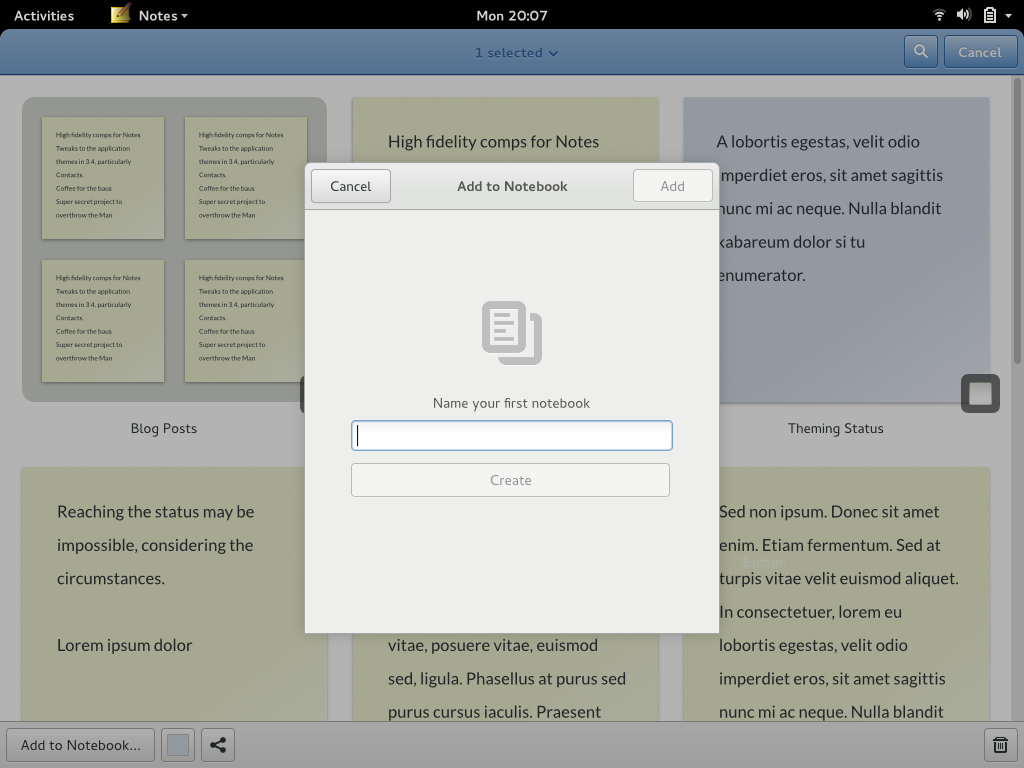 Activities
Notes
Mon 20:07
1 selected
Cancel
High fidelity comps for Notes
Tweaks to the application
themes in 3.4, particularly
Contacts.
Coffee for the baus
Super secret project to
overthrow the Man
High fidelity comps for Notes
Tweaks to the application
themes in 3.4, particularly
Contacts.
Coffee for the baus
Super secret project to
overthrow the Man
High fidelity comps for Notes
Tweaks to the application
themes in 3.4, particularly
Contacts.
Coffee for the baus
Super secret project to
overthrow the Man
High fidelity comps for Notes
Tweaks to the application
themes in 3.4, particularly
Contacts.
Coffee for the baus
Super secret project to
overthrow the Man
Blog Posts
High fidelity comps for Notes
A lobortis egestas, velit odio
imperdiet eros, sit amet sagittis
nunc mi ac neque. Nulla blandit
kabareum dolor si tu
enumerator.
Theming Status
Cancel
Add to Notebook
Add
Name your first notebook
Create
Reaching the status may be
impossible, considering the
circumstances.
Lorem ipsum dolor
vitae, posuere vitae, euismod
sed, ligula. Phasellus at purus sed
purus cursus iaculis. Praesent
Sed non ipsum. Donec sit amet
enim. Etiam fermentum. Sed at
turpis vitae velit euismod aliquet.
In consectetuer, lorem eu
lobortis egestas, velit odio
imperdiet eros, sit amet sagittis
nunc mi ac neque. Nulla blandit
Add to Notebook...